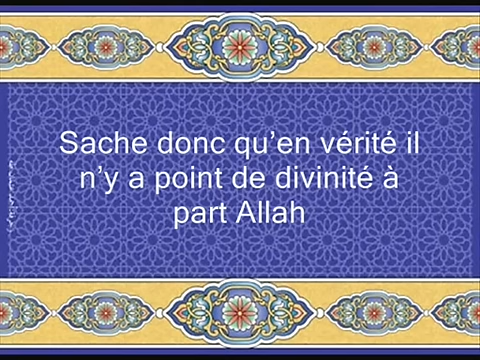 Sache donc qu’en vérité il
n’y a point de divinité à
part Allah